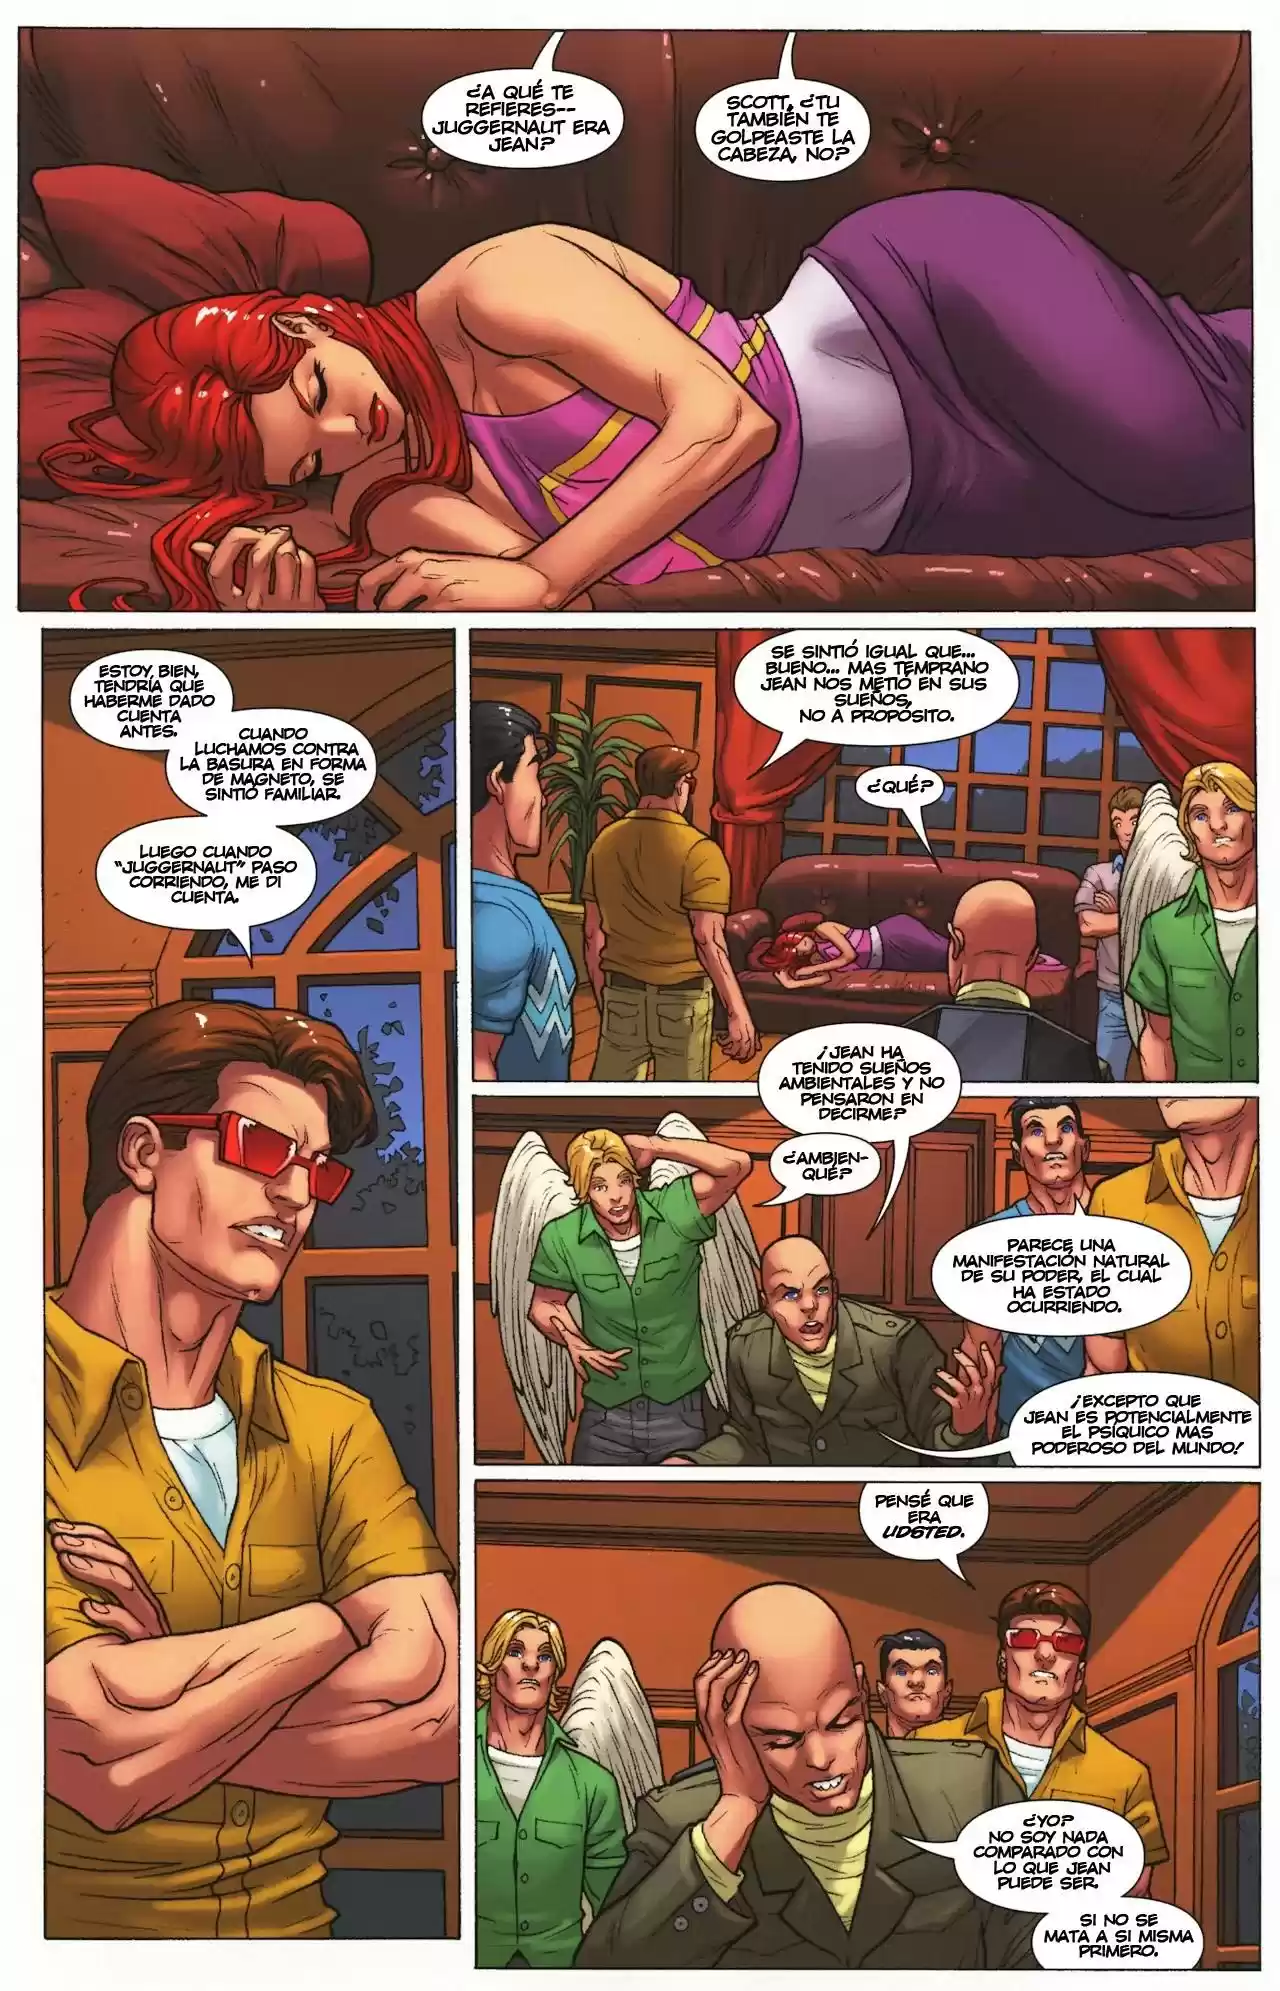 ¿A QUÉ TE
REFIERES--
JUGGERNAUT ERA
JEAN?
SCOTT, ¿TU
TAMBIÉN TE
GOLPEASTE LA
CABEZA, NO?
ESTOY, BIEN,
TENDRÍA QUE
HABERME DADO
CUENTA
ANTES.
CUANDO
LUCHAMOS CONTRA
LA BASURA EN FORMA
DE MAGNETO, SE
SINTIÓ FAMILIAR.
LUEGO CUANDO
"JUGGERNAUT" PASO
CORRIENDO, ME DI
CUENTA.
SE SINTIÓ IGUAL QUE...
BUENO... MAS TEMPRANO
JEAN NOS METIÓ EN SUS
SUEÑOS,
NO A PROPÓSITO.
¿QUÉ?
¡JEAN HA
TENIDO SUEÑOS
AMBIENTALES Y NO
PENSARON EN
DECIRME?
¿AMBIEN-
QUÉ?
PARECE UNA
MANIFESTACIÓN NATURAL
DE SU PODER, EL CUAL
HA ESTADO
OCURRIENDO.
¡EXCEPTO QUE
JEAN ES POTENCIALMENTE
EL PSÍQUICO MAS
PODEROSO DEL MUNDO!
PENSÉ QUE
ERA
UDSTED.
¿YO?
NO SOY NADA
COMPARADO CON
LO QUE JEAN
PUEDE SER.
SI NO SE
MATA A SI MISMA
PRIMERO.